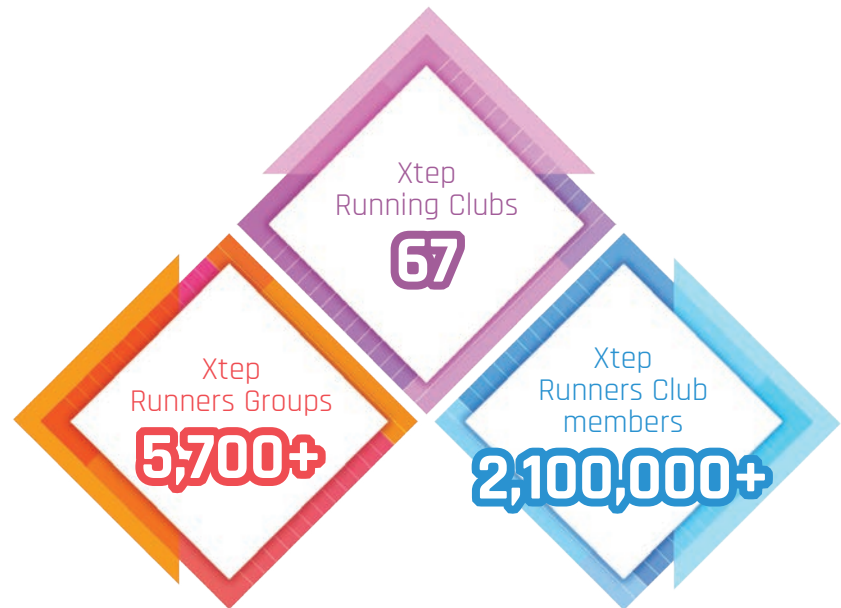 Xtep
Running Clubs
67
Xtep
Runners Groups
5,700+
Xtep
Runners Club
members
2,100,000+